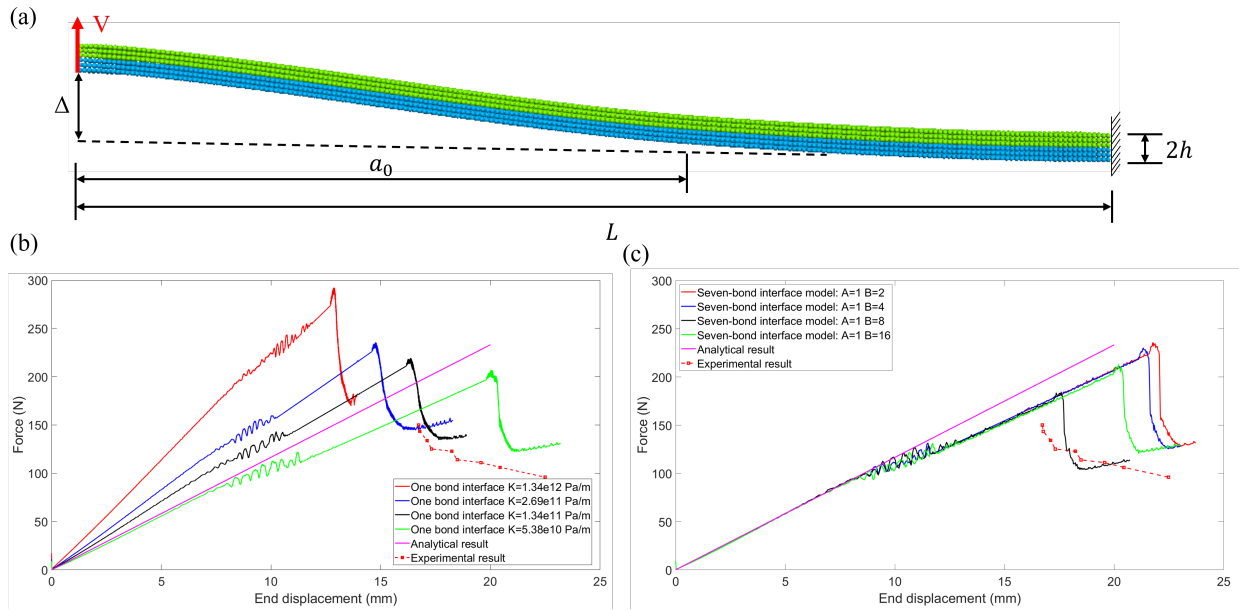 (a)
V
Δ
a₀
2h
L
(b)
(c)
300
250
200
150
100
50
0
Force (N)
0 5 10 15 20 25
End displacement (mm)
One bond interface K=1.34e12 Pa/m
One bond interface K=2.69e11 Pa/m
One bond interface K=1.34e11 Pa/m
One bond interface K=5.38e10 Pa/m
Analytical result
Experimental result
300
250
200
150
100
50
0
Force (N)
0 5 10 15 20 25
End displacement (mm)
Seven-bond interface model: A=1 B=2
Seven-bond interface model: A=1 B=4
Seven-bond interface model: A=1 B=8
Seven-bond interface model: A=1 B=16
Analytical result
Experimental result